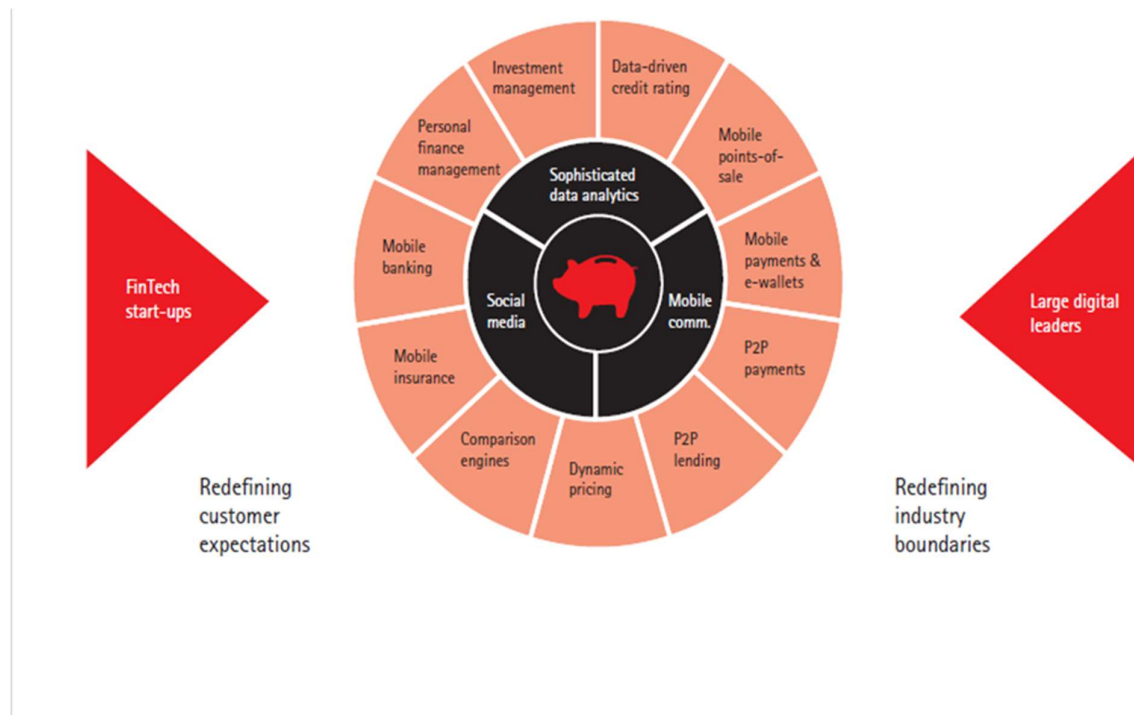 Investment
management
Data-driven
credit rating
Personal
finance
management
Mobile
points-of-
sale
Sophisticated
data analytics
Mobile
banking
Mobile
payments &
e-wallets
FinTech
start-ups
Social
media
Mobile
comm.
Large digital
leaders
Mobile
insurance
P2P
payments
Comparison
engines
Dynamic
pricing
P2P
lending
Redefining
customer
expectations
Redefining
industry
boundaries